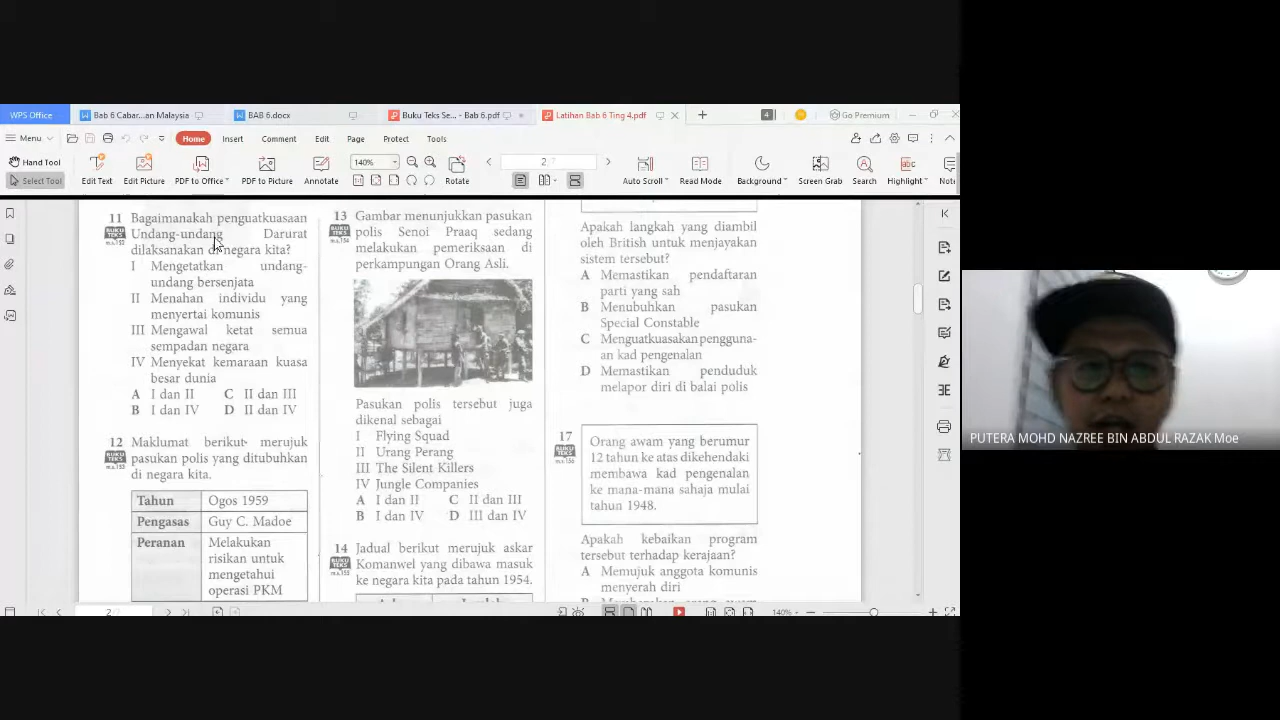 WPS Office
Bab 6 Cabar...an Malaysia
BAB 6.docx
Buku Teks Se... - Bab 6.pdf
Latihan Bab 6 Ting 4.pdf
4
Go Premium
Menu
Home
Insert
Comment
Edit
Page
Protect
Tools
Hand Tool
Select Tool
Edit Text
Edit Picture
PDF to Office
PDF to Picture
Annotate
140%
Rotate
2
Auto Scroll
Read Mode
Background
Screen Grab
Search
Highlight
11 Bagaimanakah penguatkuasaan
Undang-undang Darurat
dilaksanakan di negara kita?
I Mengetatkan undang-
undang bersenjata
II Menahan individu yang
menyertai komunis
III Mengawal ketat semua
sempadan negara
IV Menyekat kemaraan kuasa
besar dunia
A I dan II C II dan III
B I dan IV D II dan IV
12 Maklumat berikut merujuk
pasukan polis yang ditubuhkan
di negara kita.
Tahun Ogos 1959
Pengasas Guy C. Madoe
Peranan Melakukan
risikan untuk
mengetahui
operasi PKM
13 Gambar menunjukkan pasukan
polis Senoi Praaq sedang
melakukan pemeriksaan di
perkampungan Orang Asli.
Pasukan polis tersebut juga
dikenal sebagai
I Flying Squad
II Urang Perang
III The Silent Killers
IV Jungle Companies
A I dan II C II dan III
B I dan IV D III dan IV
14 Jadual berikut merujuk askar
Komanwel yang dibawa masuk
ke negara kita pada tahun 1954.
Apakah langkah yang diambil
oleh British untuk menjayakan
sistem tersebut?
A Memastikan pendaftaran
parti yang sah
B Menubuhkan pasukan
Special Constable
C Menguatkuasakan pengguna-
an kad pengenalan
D Memastikan penduduk
melapor diri di balai polis
17 Orang awam yang berumur
12 tahun ke atas dikehendaki
membawa kad pengenalan
ke mana-mana sahaja mulai
tahun 1948.
Apakah kebaikan program
tersebut terhadap kerajaan?
A Memujuk anggota komunis
menyerah diri
140%
PUTERA MOHD NAZREE BIN ABDUL RAZAK Moe